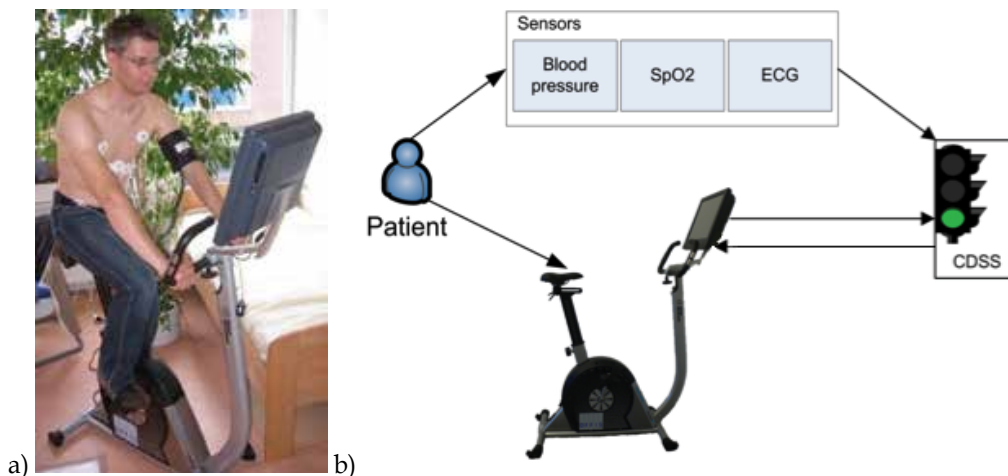 Sensors
Blood
pressure
SpO2
ECG
Patient
CDSS
a)
b)